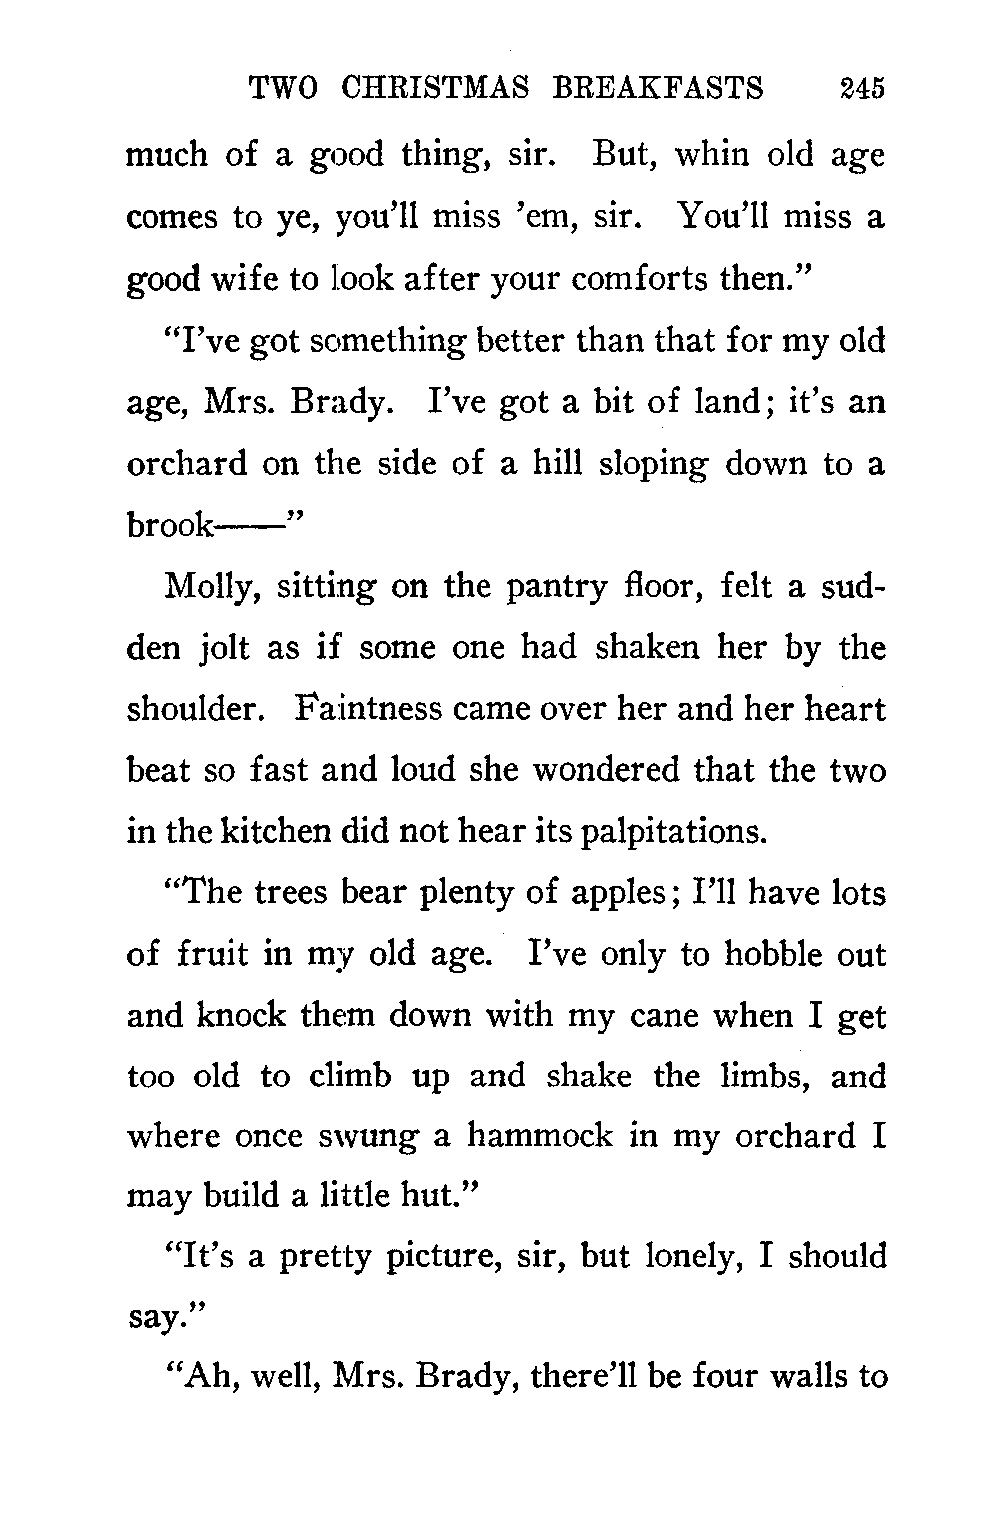 TWO CHRISTMAS BREAKFASTS 245
much of a good thing, sir. But, whin old age
comes to ye, you'll miss 'em, sir. You'll miss a
good wife to look after your comforts then."
"I've got something better than that for my old
age, Mrs. Brady. I've got a bit of land; it's an
orchard on the side of a hill sloping down to a
brook——"
Molly, sitting on the pantry floor, felt a sud-
den jolt as if some one had shaken her by the
shoulder. Faintness came over her and her heart
beat so fast and loud she wondered that the two
in the kitchen did not hear its palpitations.
"The trees bear plenty of apples; I'll have lots
of fruit in my old age. I've only to hobble out
and knock them down with my cane when I get
too old to climb up and shake the limbs, and
where once swung a hammock in my orchard I
may build a little hut."
"It's a pretty picture, sir, but lonely, I should
say."
"Ah, well, Mrs. Brady, there'll be four walls to